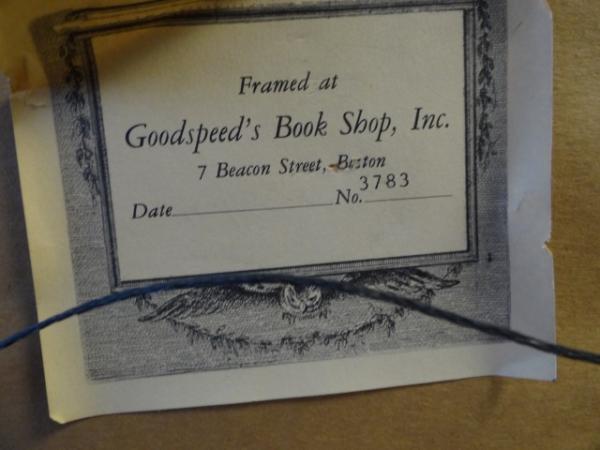 Framed at
Goodspeed's Book Shop, Inc.
7 Beacon Street, Boston
Date No. 3783